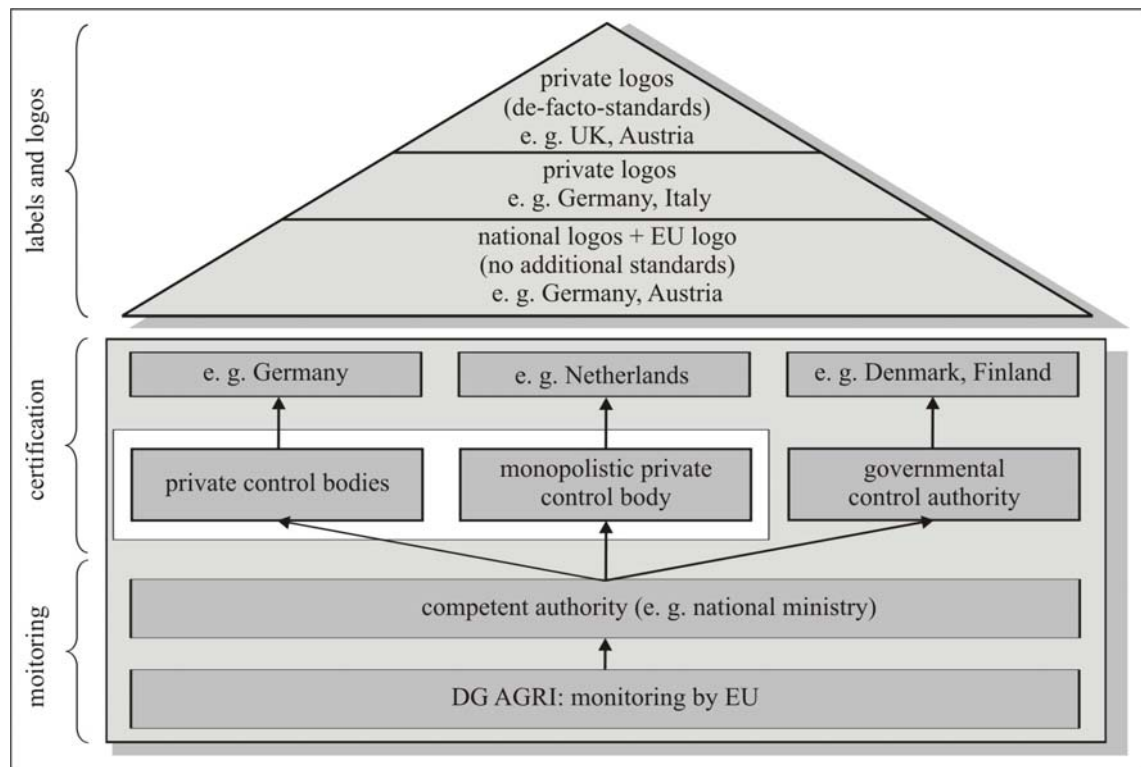 labels and logos
private logos
(de-facto-standards)
e. g. UK, Austria
private logos
e. g. Germany, Italy
national logos + EU logo
(no additional standards)
e. g. Germany, Austria
certification
e. g. Germany
e. g. Netherlands
e. g. Denmark, Finland
private control bodies
monopolistic private
control body
governmental
control authority
moitoring
competent authority (e. g. national ministry)
DG AGRI: monitoring by EU